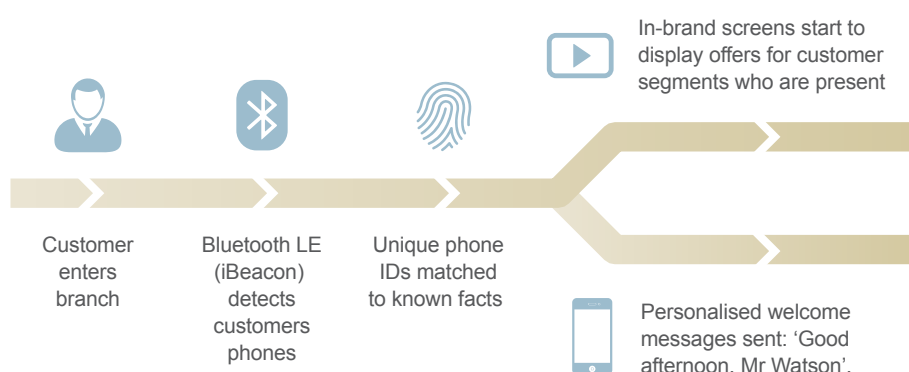 In-brand screens start to
display offers for customer
segments who are present
Customer
enters
branch
Bluetooth LE
(iBeacon)
detects
customers
phones
Unique phone
IDs matched
to known facts
Personalised welcome
messages sent: ‘Good
afternoon, Mr Watson’.